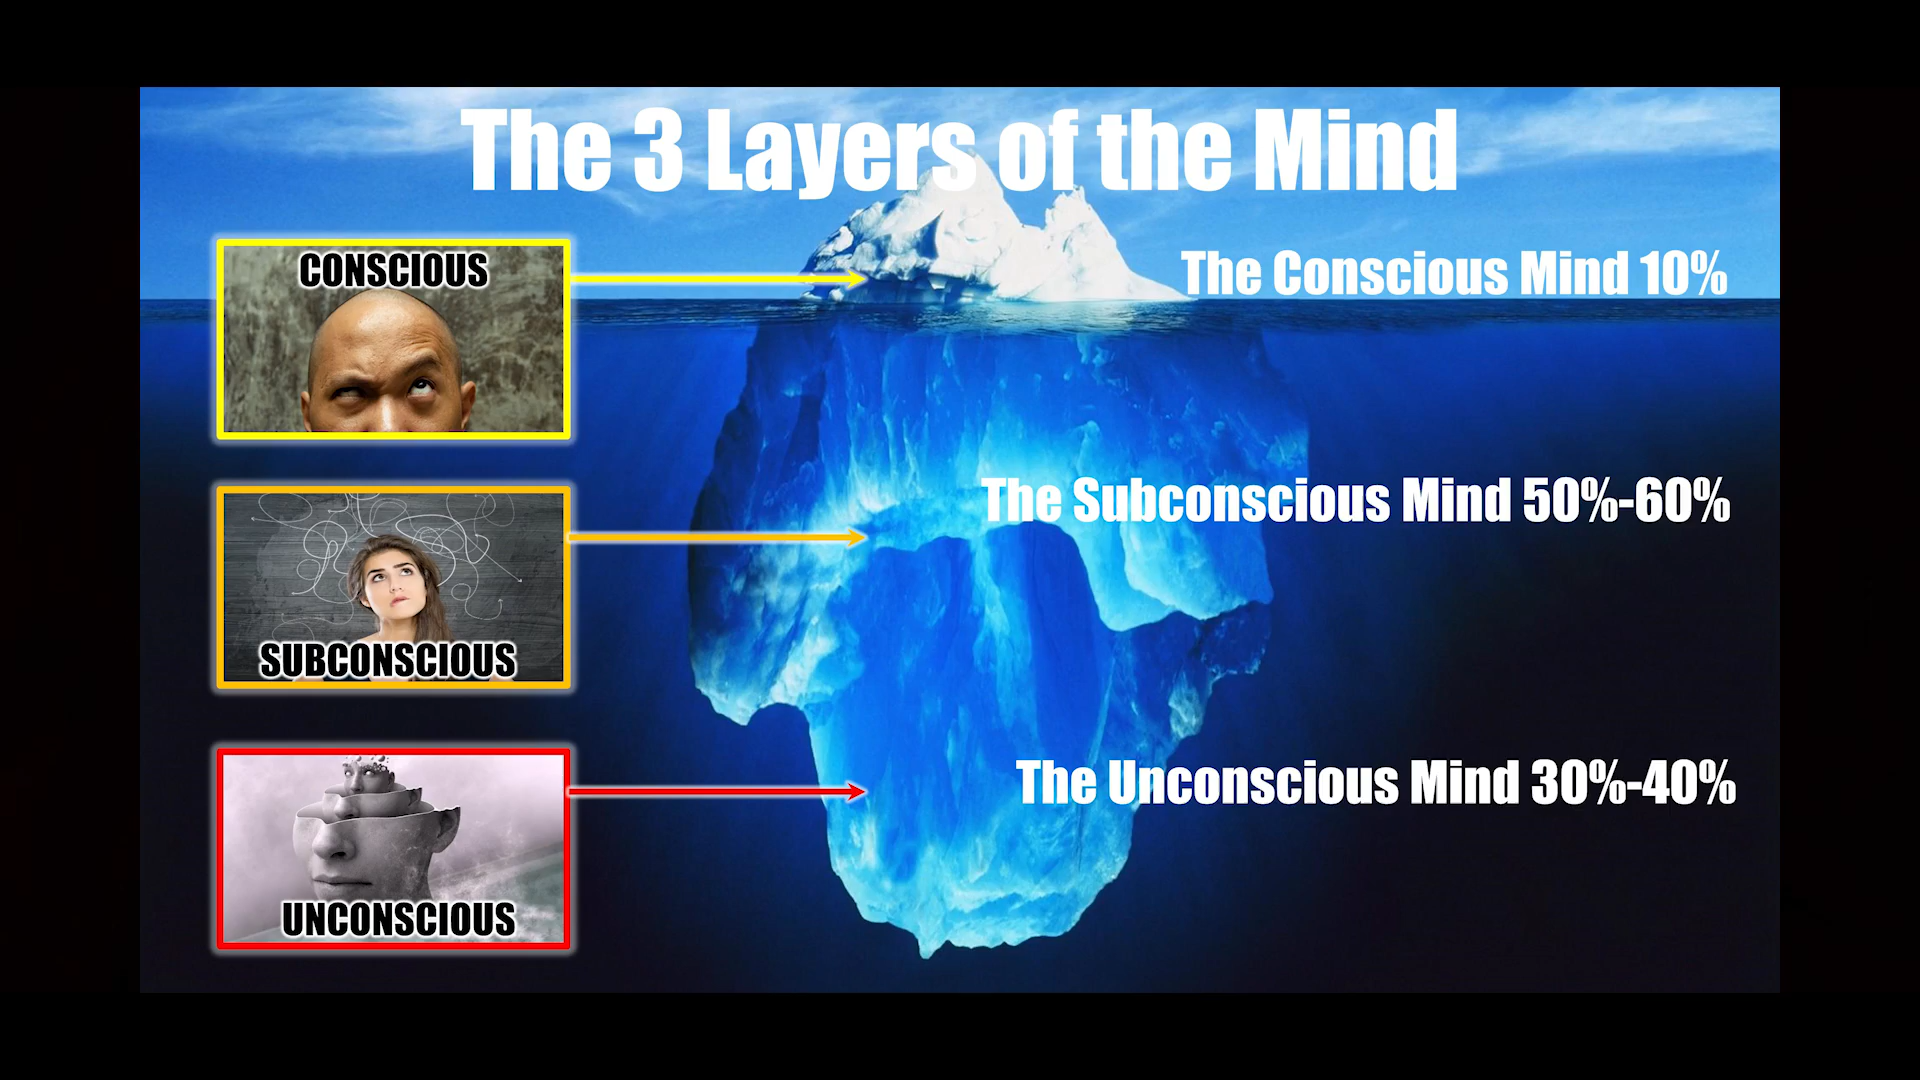 The 3 Layers of the Mind
CONSCIOUS
The Conscious Mind 10%
The Subconscious Mind 50%-60%
SUBCONSCIOUS
The Unconscious Mind 30%-40%
UNCONSCIOUS